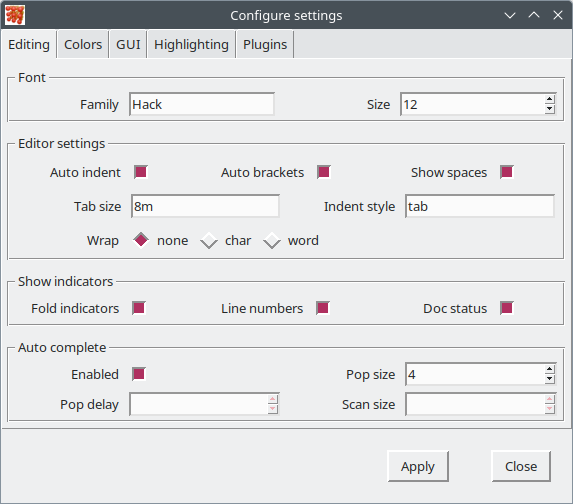 Configure settings
Editing Colors GUI Highlighting Plugins
Font
Family Hack Size 12
Editor settings
Auto indent Auto brackets Show spaces
Tab size 8m Indent style tab
Wrap none char word
Show indicators
Fold indicators Line numbers Doc status
Auto complete
Enabled Pop size 4
Pop delay Scan size
Apply Close